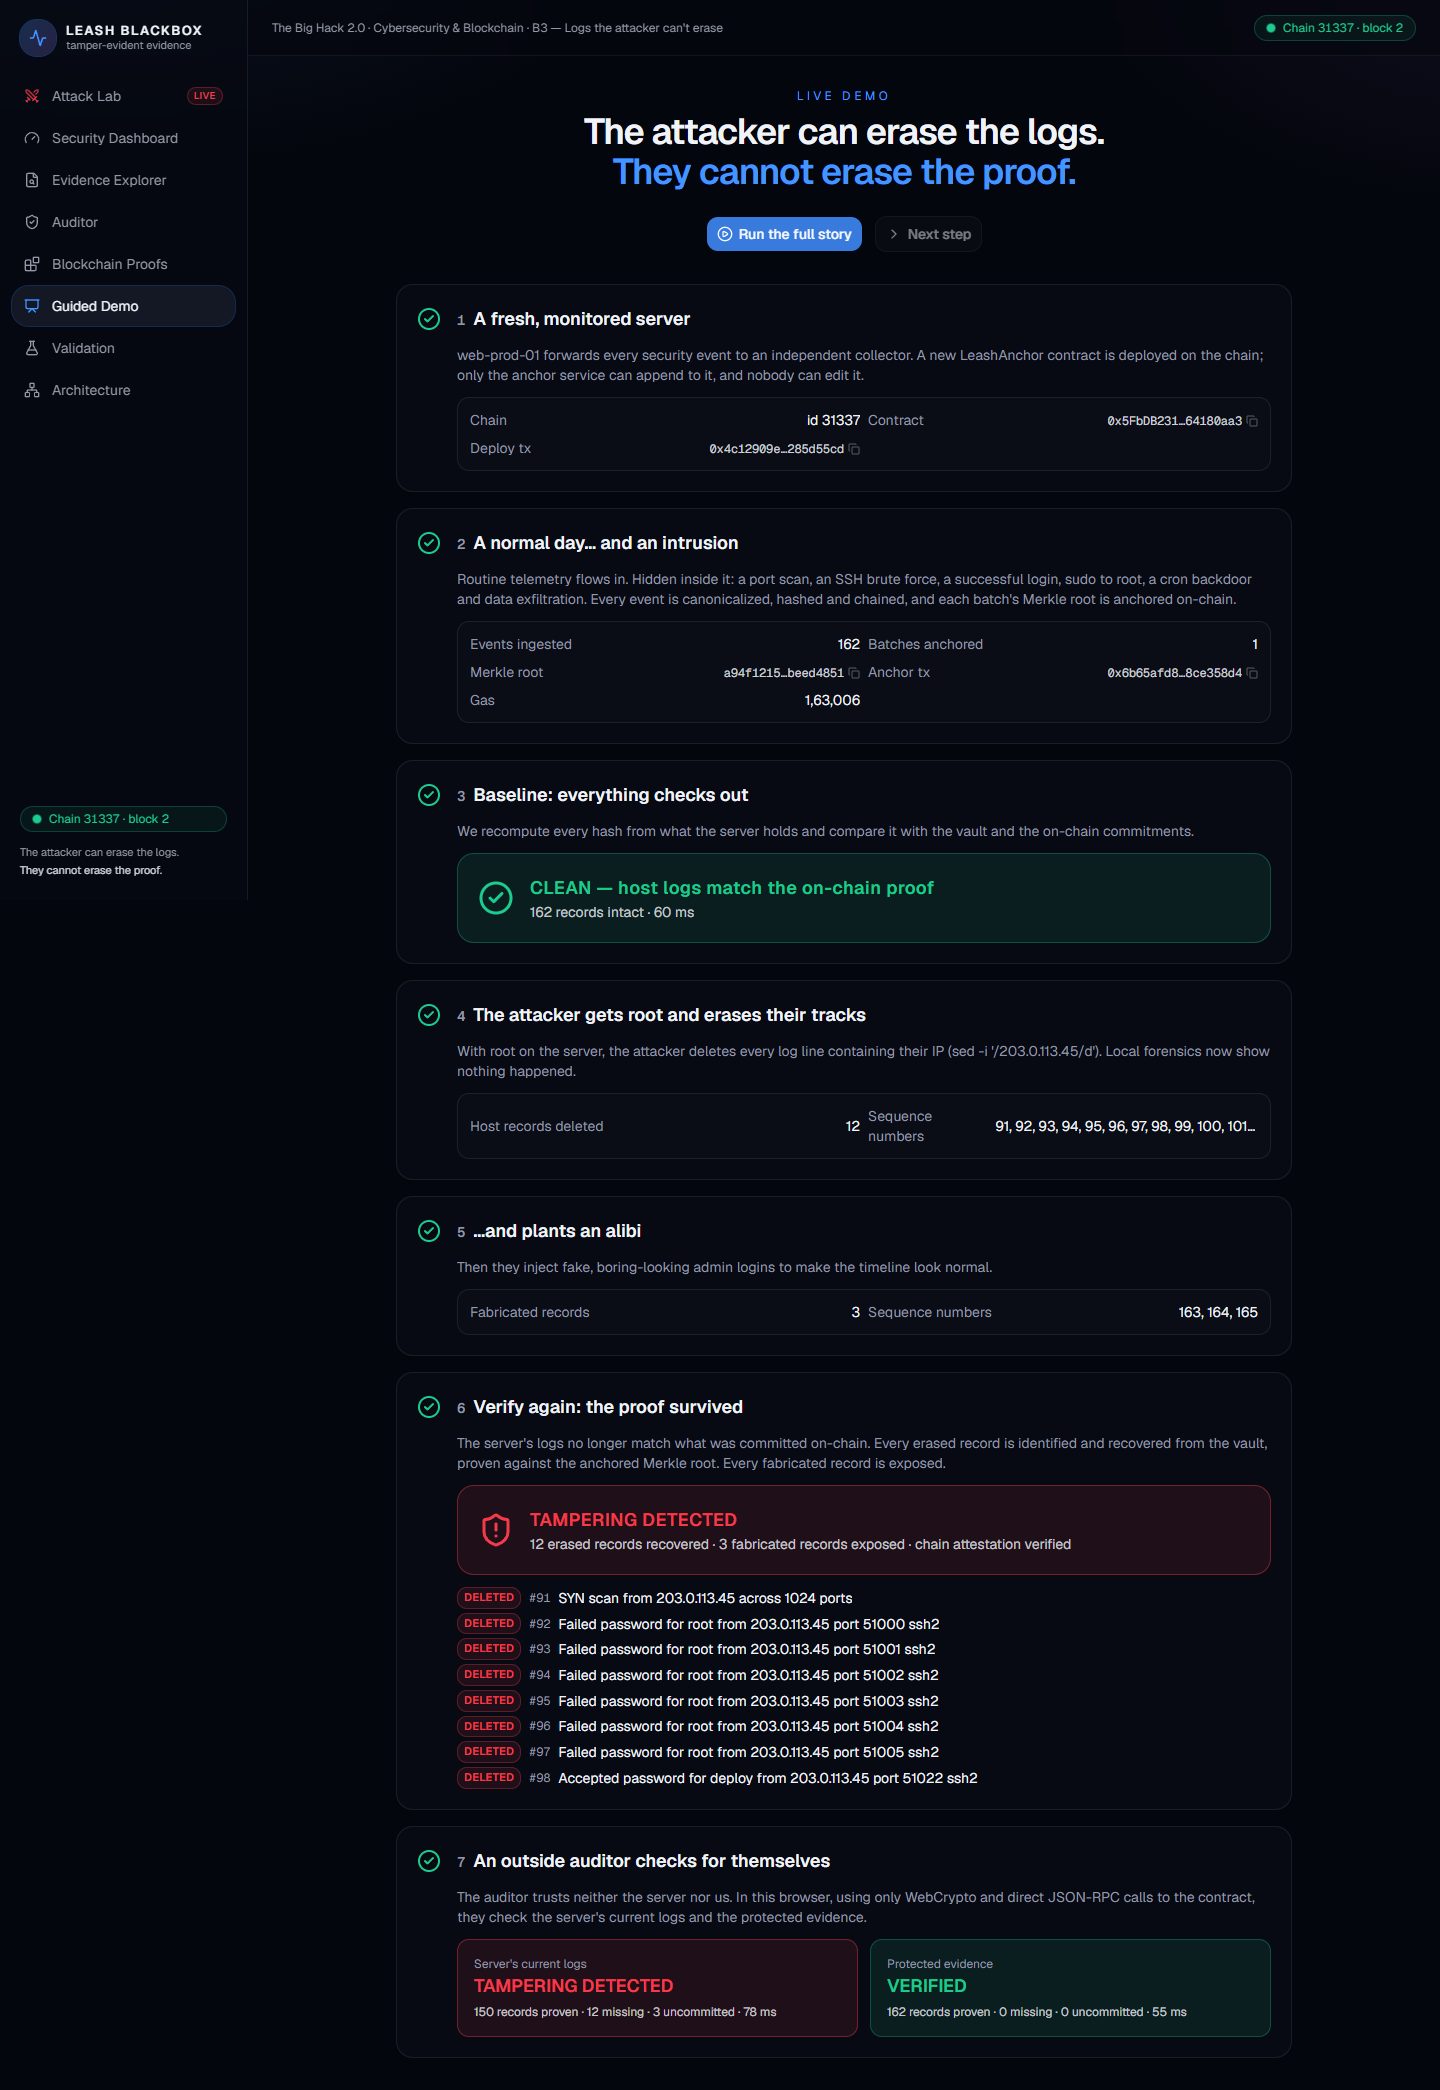 LEASH BLACKBOX
tamper-evident evidence
Attack Lab
LIVE
Security Dashboard
Evidence Explorer
Auditor
Blockchain Proofs
Guided Demo
Validation
Architecture
Chain 31337 · block 2
The attacker can erase the logs.
They cannot erase the proof.
The Big Hack 2.0 · Cybersecurity & Blockchain · B3 — Logs the attacker can't erase
Chain 31337 · block 2
LIVE DEMO
The attacker can erase the logs.
They cannot erase the proof.
Run the full story
Next step
1 A fresh, monitored server
web-prod-01 forwards every security event to an independent collector. A new LeashAnchor contract is deployed on the chain;
only the anchor service can append to it, and nobody can edit it.
Chain id 31337 Contract 0x5FbDB231…64180aa3
Deploy tx 0x4c12909e…285d55cd
2 A normal day… and an intrusion
Routine telemetry flows in. Hidden inside it: a port scan, an SSH brute force, a successful login, sudo to root, a cron backdoor
and data exfiltration. Every event is canonicalized, hashed and chained, and each batch's Merkle root is anchored on-chain.
Events ingested 162 Batches anchored 1
Merkle root a94f1215…beed4851 Anchor tx 0x6b65afd8…8ce358d4
Gas 1,63,006
3 Baseline: everything checks out
We recompute every hash from what the server holds and compare it with the vault and the on-chain commitments.
CLEAN — host logs match the on-chain proof
162 records intact · 60 ms
4 The attacker gets root and erases their tracks
With root on the server, the attacker deletes every log line containing their IP (sed -i '/203.0.113.45/d'). Local forensics now show
nothing happened.
Host records deleted 12 Sequence numbers 91, 92, 93, 94, 95, 96, 97, 98, 99, 100, 101…
5 …and plants an alibi
Then they inject fake, boring-looking admin logins to make the timeline look normal.
Fabricated records 3 Sequence numbers 163, 164, 165
6 Verify again: the proof survived
The server's logs no longer match what was committed on-chain. Every erased record is identified and recovered from the vault,
proven against the anchored Merkle root. Every fabricated record is exposed.
TAMPERING DETECTED
12 erased records recovered · 3 fabricated records exposed · chain attestation verified
DELETED #91 SYN scan from 203.0.113.45 across 1024 ports
DELETED #92 Failed password for root from 203.0.113.45 port 51000 ssh2
DELETED #93 Failed password for root from 203.0.113.45 port 51001 ssh2
DELETED #94 Failed password for root from 203.0.113.45 port 51002 ssh2
DELETED #95 Failed password for root from 203.0.113.45 port 51003 ssh2
DELETED #96 Failed password for root from 203.0.113.45 port 51004 ssh2
DELETED #97 Failed password for root from 203.0.113.45 port 51005 ssh2
DELETED #98 Accepted password for deploy from 203.0.113.45 port 51022 ssh2
7 An outside auditor checks for themselves
The auditor trusts neither the server nor us. In this browser, using only WebCrypto and direct JSON-RPC calls to the contract,
they check the server's current logs and the protected evidence.
Server's current logs
TAMPERING DETECTED
150 records proven · 12 missing · 3 uncommitted · 78 ms
Protected evidence
VERIFIED
162 records proven · 0 missing · 0 uncommitted · 55 ms